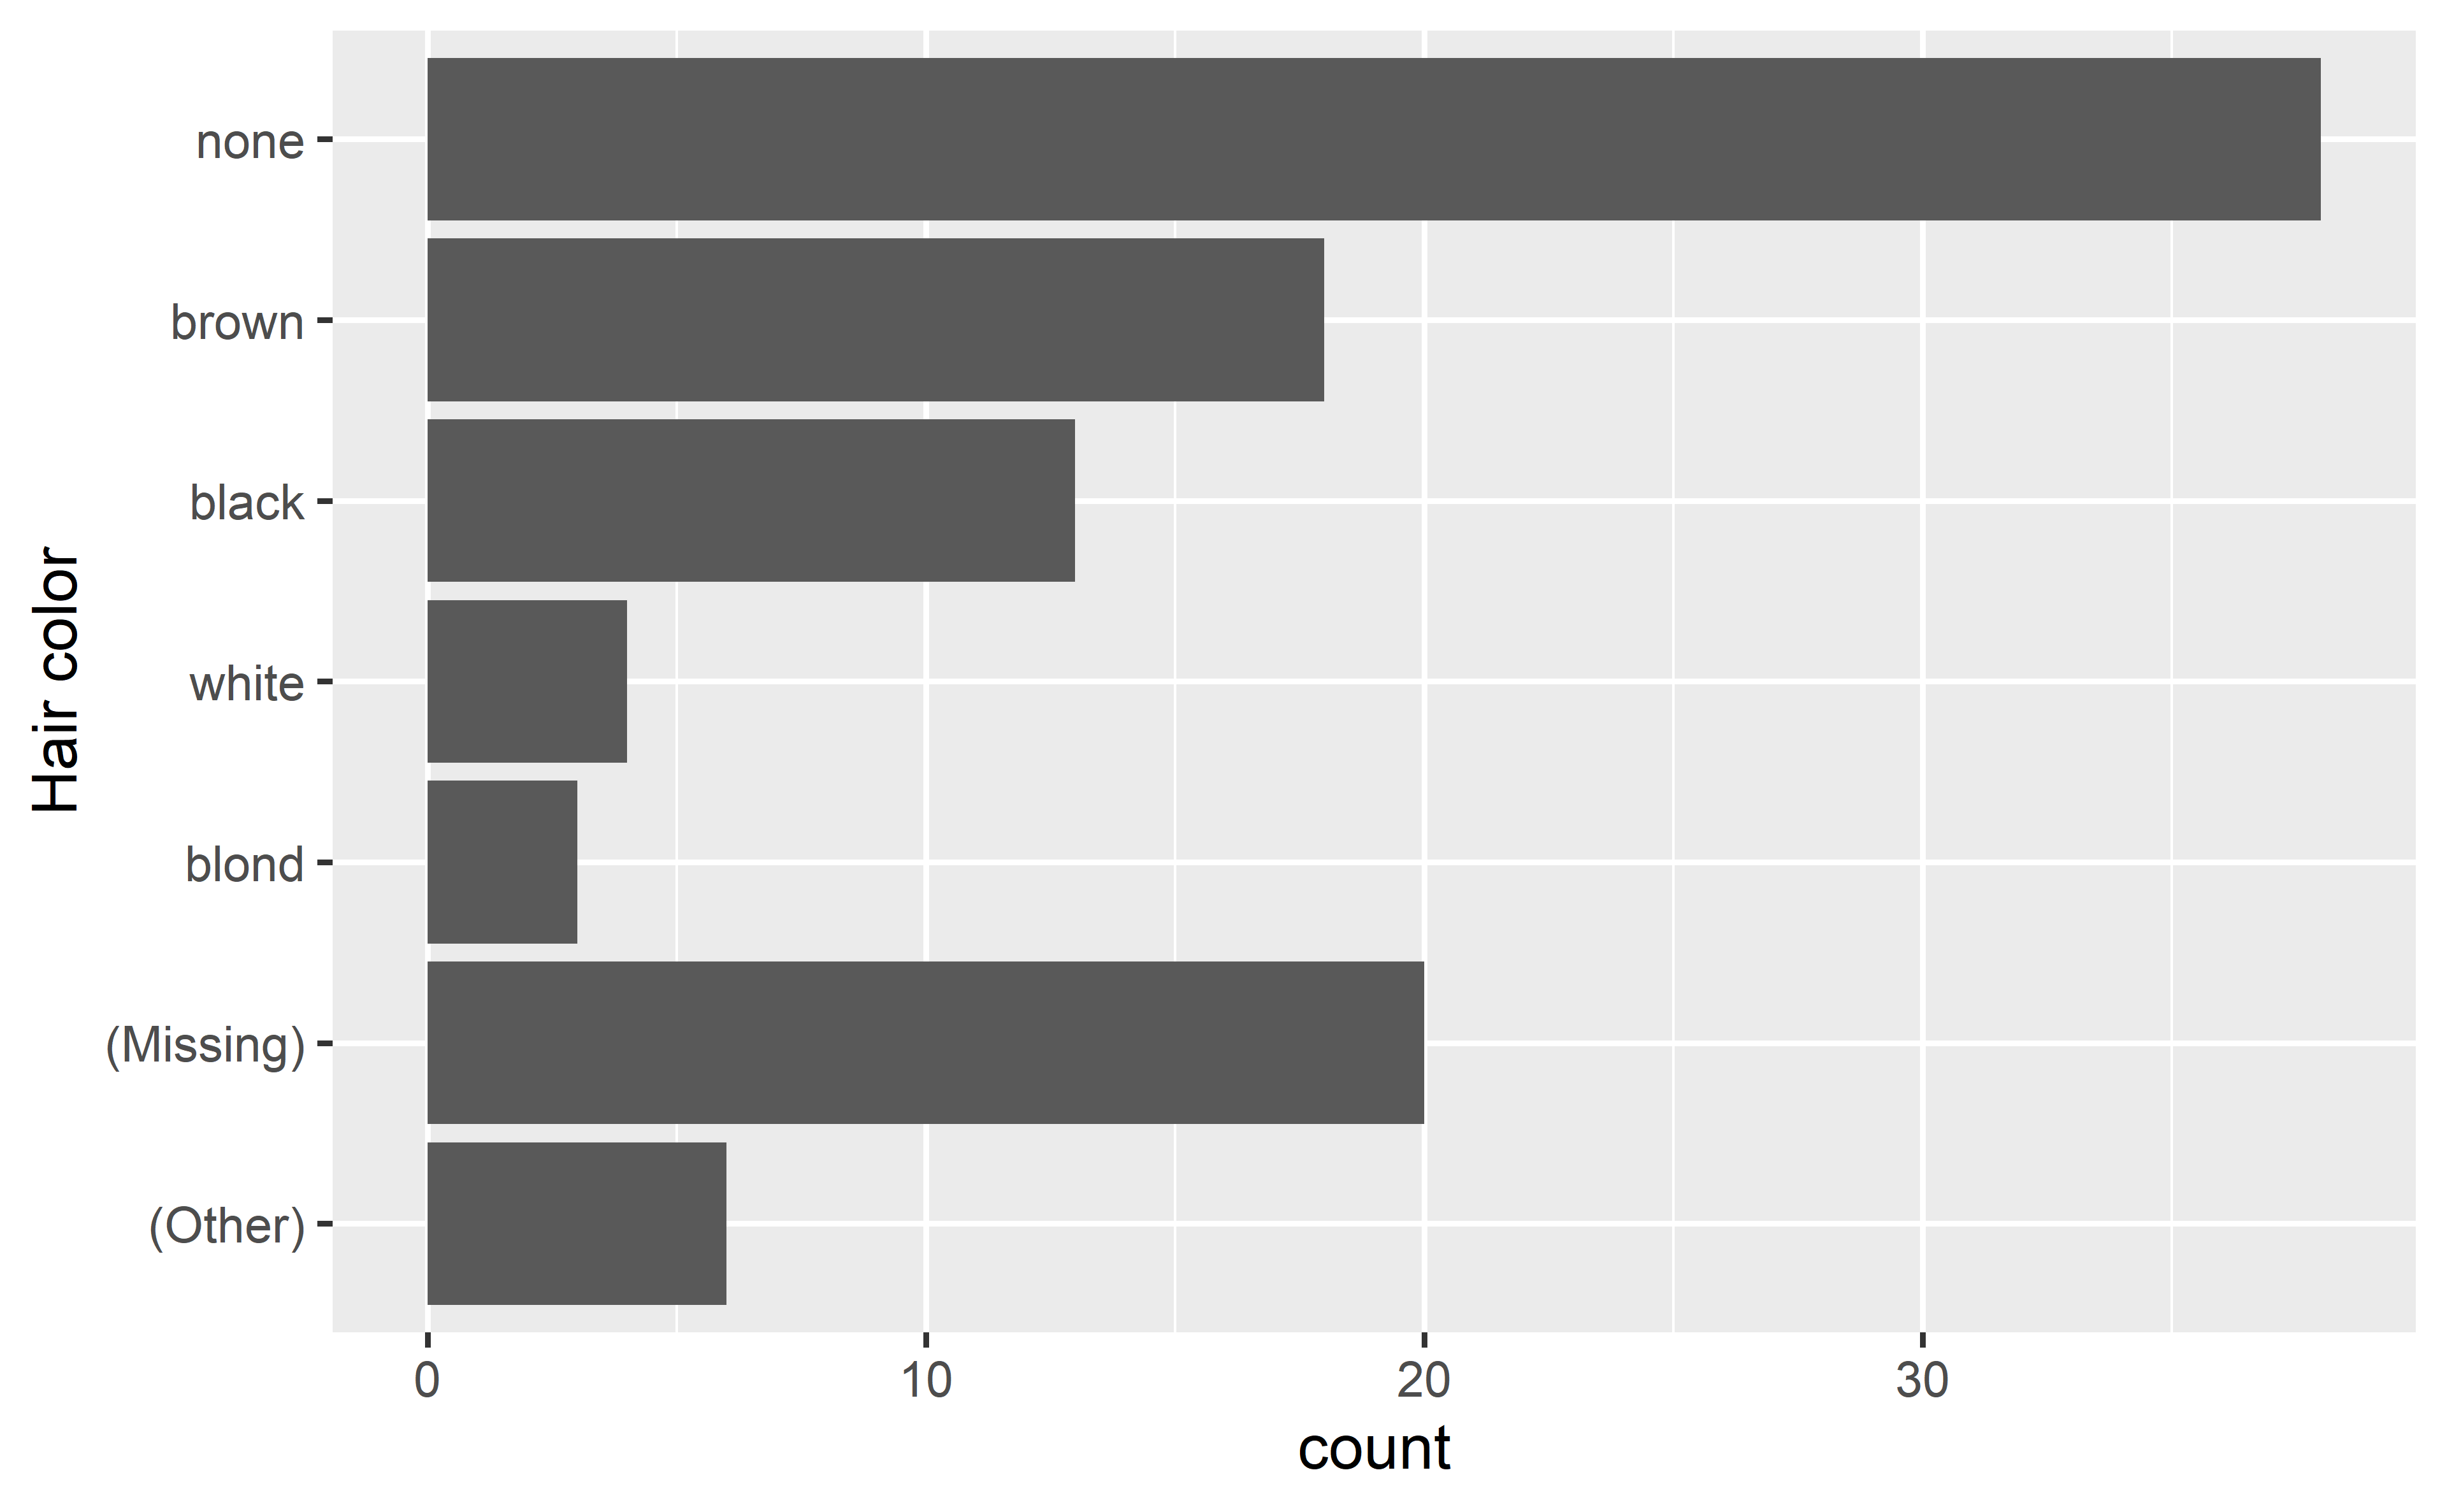 none
brown
black
white
blond
(Missing)
(Other)
Hair color
0 10 20 30
count